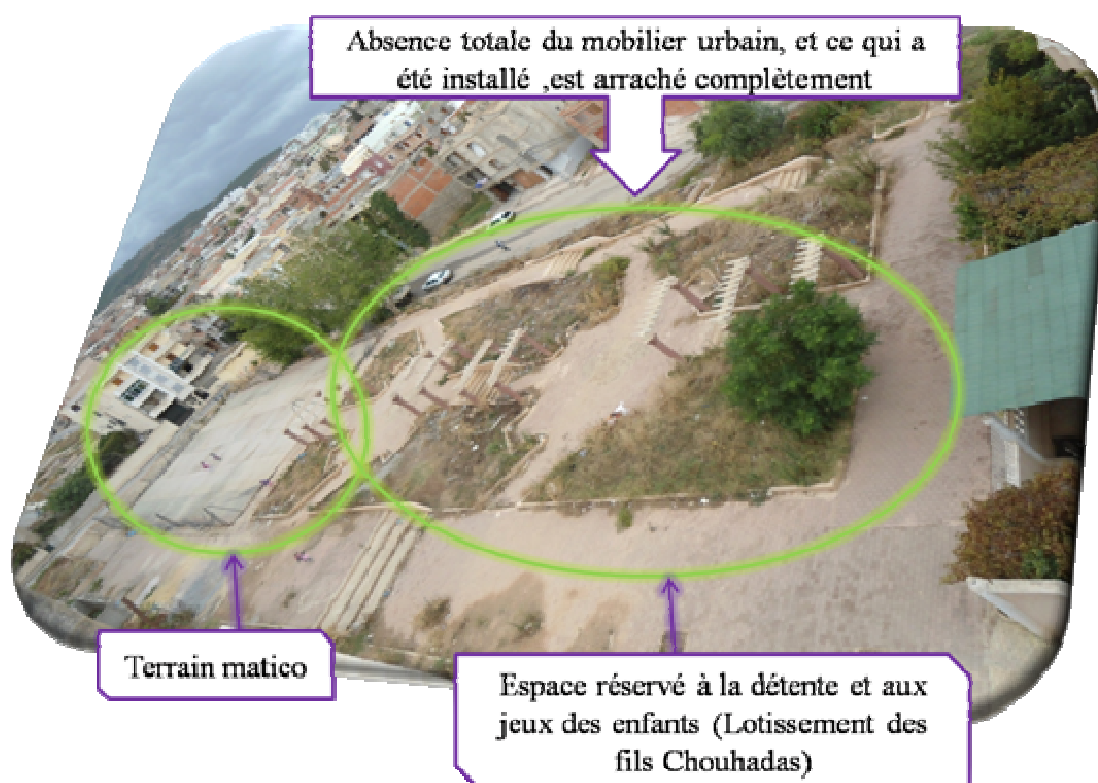 Absence totale du mobilier urbain, et ce qui a
été installé ,est arraché complètement
Terrain matico
Espace réservé à la détente et aux
jeux des enfants (Lotissement des
fils Chouhadas)